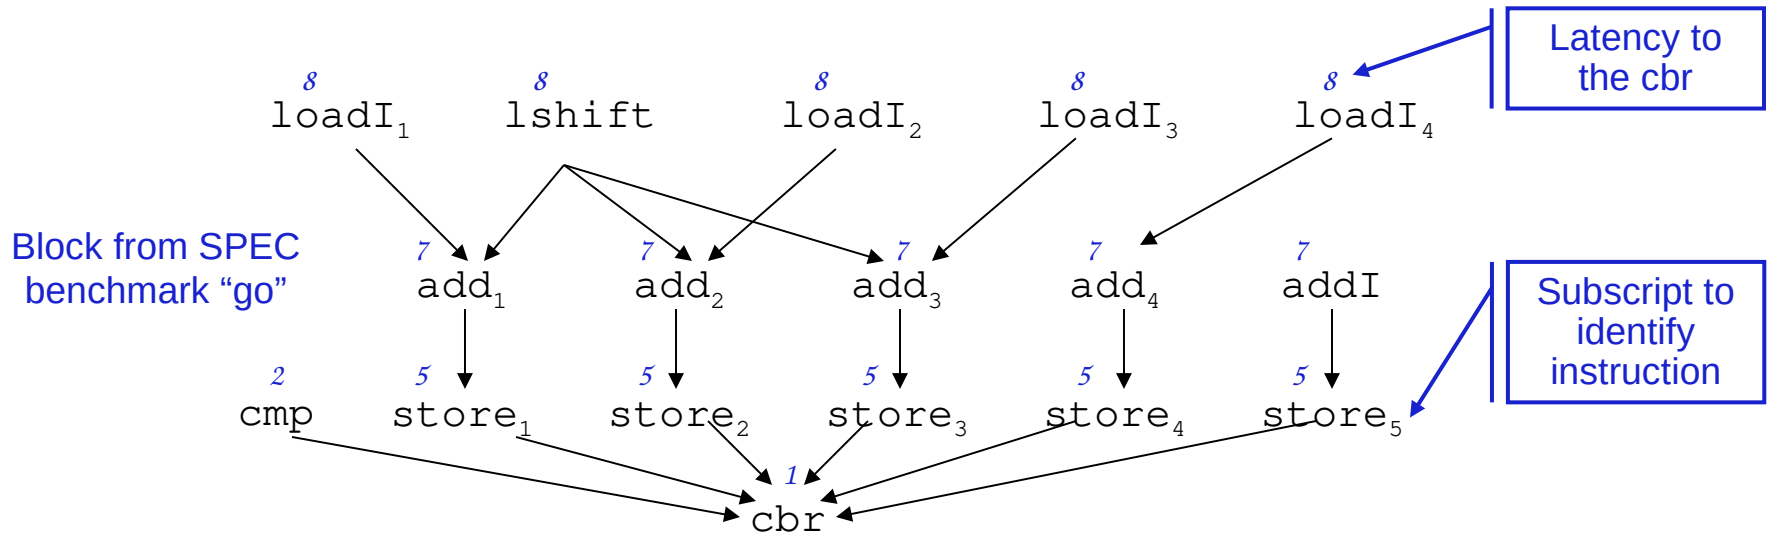 Latency to
the cbr
8 8 8 8 8
loadI1 lshift loadI2 loadI3 loadI4
Block from SPEC
benchmark “go”
7 7 7 7 7
add1 add2 add3 add4 addI
Subscript to
identify
instruction
2 5 5 5 5 5
cmp store1 store2 store3 store4 store5
1
cbr